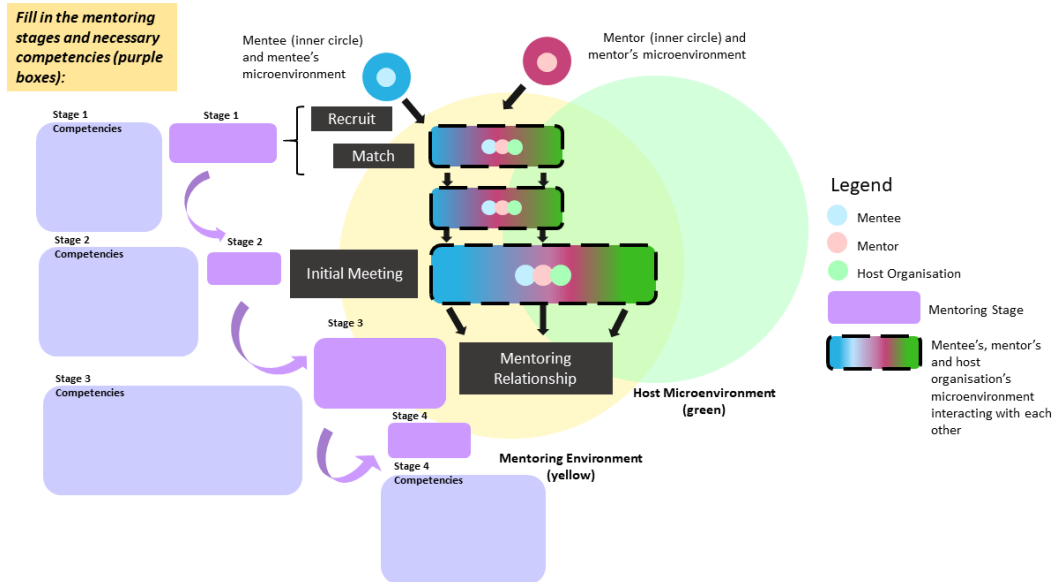 Fill in the mentoring
stages and necessary
competencies (purple
boxes):
Mentee (inner circle)
and mentee's
microenvironment
Mentor (inner circle) and
mentor's microenvironment
Stage 1
Competencies
Stage 1
Recruit
Match
Stage 2
Competencies
Stage 2
Initial Meeting
Stage 3
Mentoring
Relationship
Stage 3
Competencies
Host Microenvironment
(green)
Stage 4
Mentoring Environment
(yellow)
Stage 4
Competencies
Legend
Mentee
Mentor
Host Organisation
Mentoring Stage
Mentee's, mentor's
and host
organisation's
microenvironment
interacting with each
other